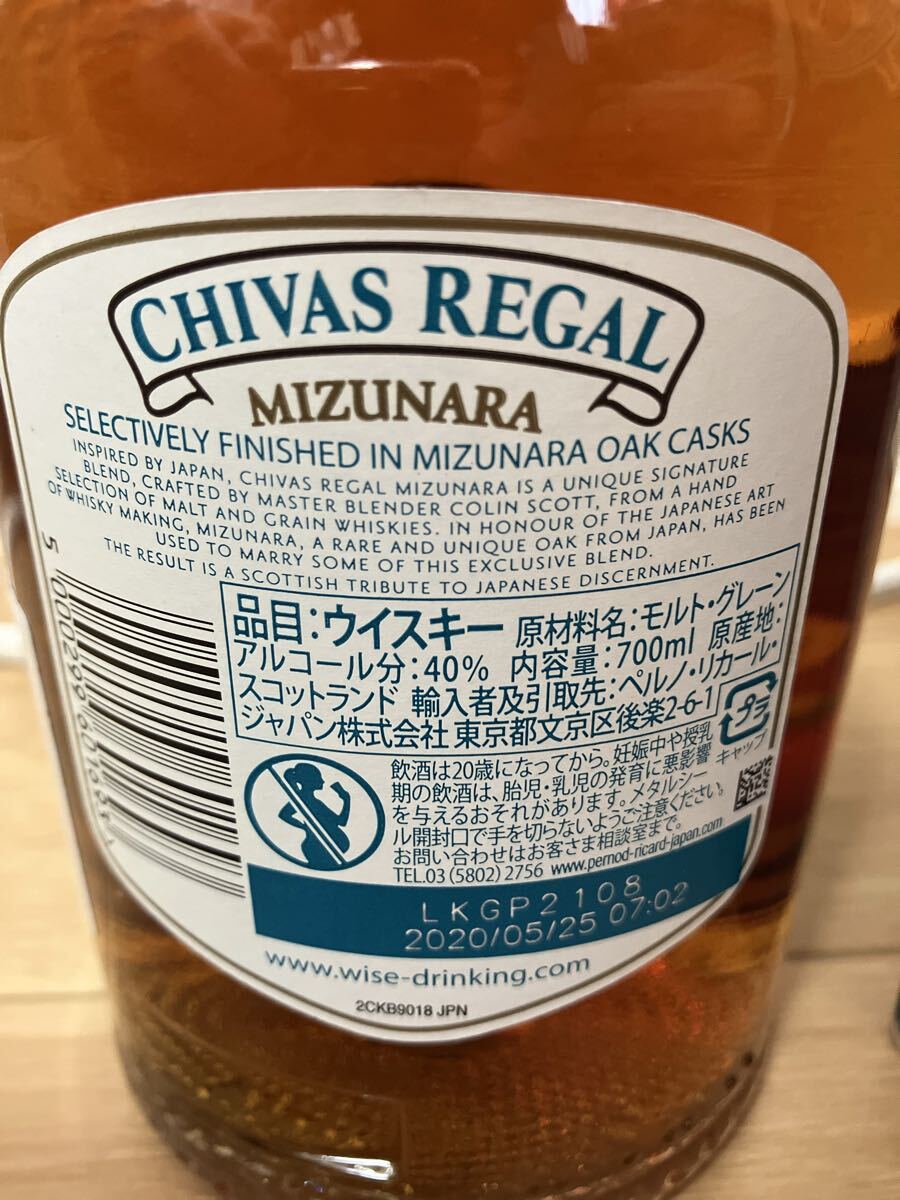 CHIVAS REGAL
MIZUNARA
SELECTIVELY FINISHED IN MIZUNARA OAK CASKS
INSPIRED BY JAPAN, CHIVAS REGAL MIZUNARA IS A UNIQUE SIGNATURE
BLEND, CRAFTED BY MASTER BLENDER COLIN SCOTT, FROM A HAND
SELECTION OF MALT AND GRAIN WHISKIES. IN HONOUR OF THE JAPANESE ART
OF WHISKY MAKING, MIZUNARA, A RARE AND UNIQUE OAK FROM JAPAN, HAS BEEN
USED TO MARRY SOME OF THIS EXCLUSIVE BLEND.
THE RESULT IS A SCOTTISH TRIBUTE TO JAPANESE DISCERNMENT.
品目:ウイスキー 原材料名:モルト・グレーン
アルコール分:40% 内容量:700ml 原産地:
スコットランド 輸入者及引取先:ペルノ・リカール・
ジャパン株式会社 東京都文京区後楽2-6-1
プラ
キャップ
飲酒は20歳になってから。妊娠中や授乳
期の飲酒は、胎児・乳児の発育に悪影響
を与えるおそれがあります。メタルシー
ル開封口で手を切らないようご注意ください。
お問い合わせはお客さま相談室まで。
TEL.03 (5802) 2756 www.pernod-ricard-japan.com
LKGP2108
2020/05/25 07:02
www.wise-drinking.com
2CKB9018 JPN